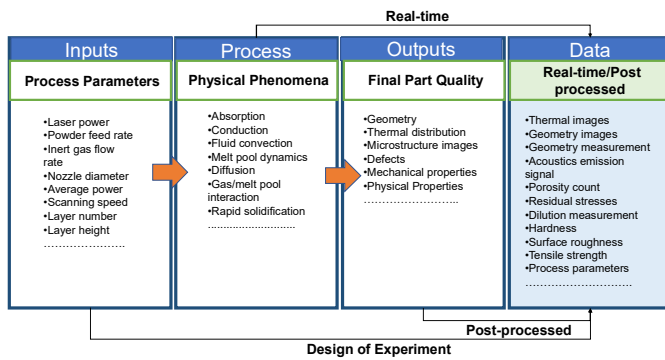 Real-time
Inputs
Process Parameters
•Laser power
•Powder feed rate
•Inert gas flow
rate
•Nozzle diameter
•Average power
•Scanning speed
•Layer number
•Layer height
…………………..
Process
Physical Phenomena
•Absorption
•Conduction
•Fluid convection
•Melt pool dynamics
•Diffusion
•Gas/melt pool
interaction
•Rapid solidification
.............................
Outputs
Final Part Quality
•Geometry
•Thermal distribution
•Microstructure images
•Defects
•Mechanical properties
•Physical Properties
……………………..
Data
Real-time/Post
processed
•Thermal images
•Geometry images
•Geometry measurement
•Acoustics emission
signal
•Porosity count
•Residual stresses
•Dilution measurement
•Hardness
•Surface roughness
•Tensile strength
•Process parameters
………………………….
Post-processed
Design of Experiment